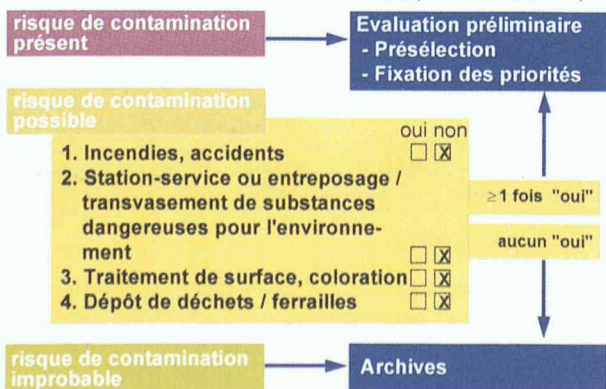 risque de contamination
présent
Evaluation préliminaire
- Présélection
- Fixation des priorités
risque de contamination
possible
oui non
1. Incendies, accidents ☐ ☒
2. Station-service ou entreposage /
transvasement de substances
dangereuses pour l'environne-
ment ☐ ☒
3. Traitement de surface, coloration ☐ ☒
4. Dépôt de déchets / ferrailles ☐ ☒
≥1 fois "oui"
aucun "oui"
risque de contamination
improbable
Archives